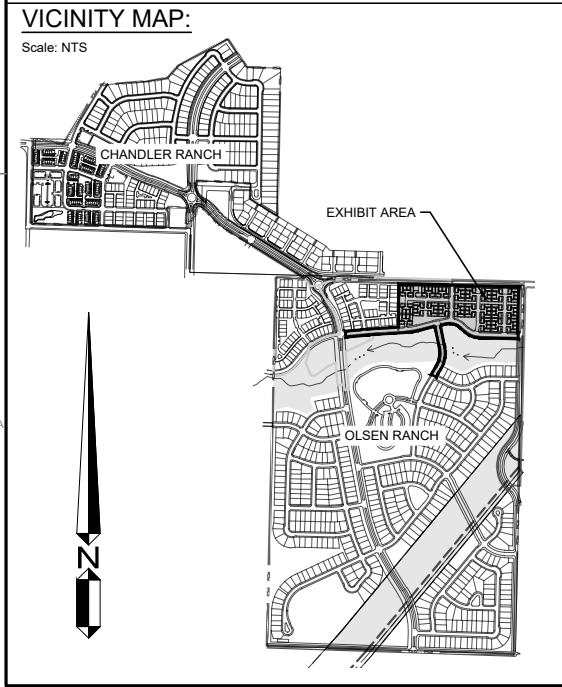 VICINITY MAP:
Scale: NTS
CHANDLER RANCH
EXHIBIT AREA
OLSEN RANCH
N